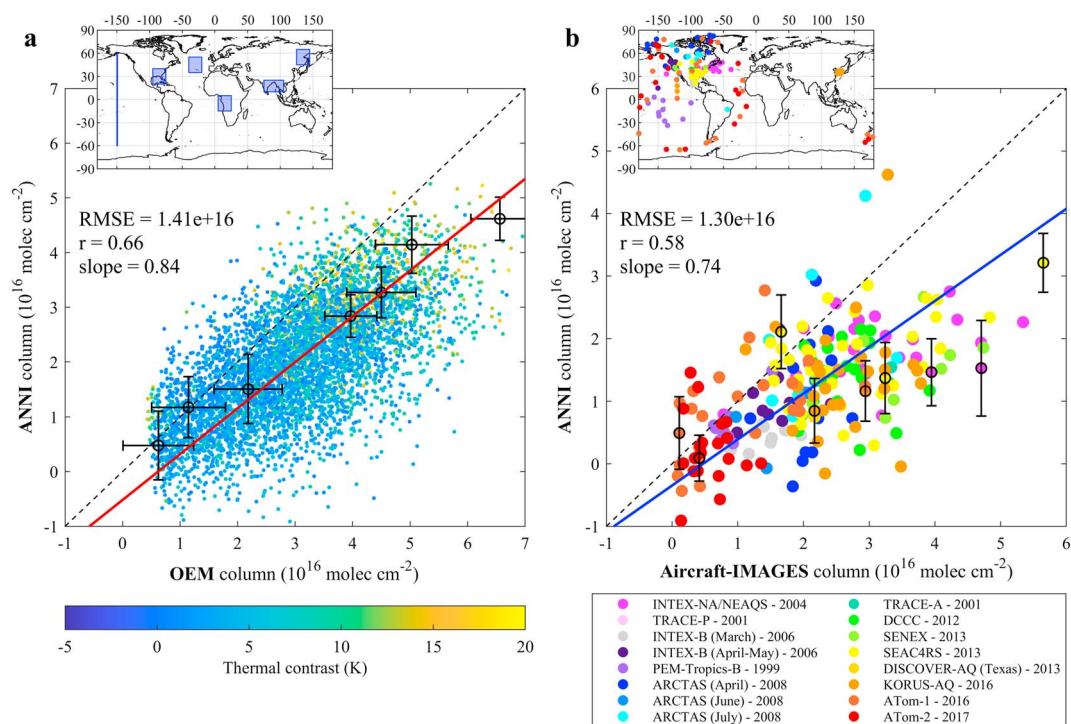 a
-150 -100 -50 0 50 100 150
90
60
30
0
-30
-60
-90
7
6
5
4
3
2
1
0
-1
ANNI column (10^16 molec cm^-2)
RMSE = 1.41e+16
r = 0.66
slope = 0.84
-1 0 1 2 3 4 5 6 7
OEM column (10^16 molec cm^-2)
-5 0 5 10 15 20
Thermal contrast (K)
b
-150 -100 -50 0 50 100 150
90
60
30
0
-30
-60
-90
6
5
4
3
2
1
0
-1
ANNI column (10^16 molec cm^-2)
RMSE = 1.30e+16
r = 0.58
slope = 0.74
-1 0 1 2 3 4 5 6
Aircraft-IMAGES column (10^16 molec cm^-2)
INTEX-NA/NEAQS - 2004
TRACE-P - 2001
INTEX-B (March) - 2006
INTEX-B (April-May) - 2006
PEM-Tropics-B - 1999
ARCTAS (April) - 2008
ARCTAS (June) - 2008
ARCTAS (July) - 2008
TRACE-A - 2001
DCCC - 2012
SENEX - 2013
SEAC4RS - 2013
DISCOVER-AQ (Texas) - 2013
KORUS-AQ - 2016
ATom-1 - 2016
ATom-2 - 2017